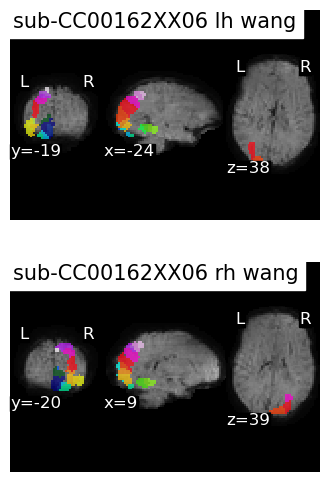 sub-CC00162XX06 lh wang
L R L R
y=-19 x=-24 z=38
sub-CC00162XX06 rh wang
L R L R
y=-20 x=9 z=39